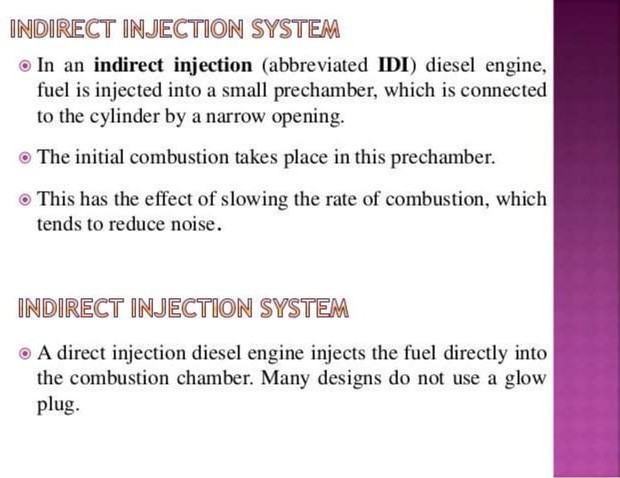 INDIRECT INJECTION SYSTEM
In an indirect injection (abbreviated IDI) diesel engine,
fuel is injected into a small prechamber, which is connected
to the cylinder by a narrow opening.
The initial combustion takes place in this prechamber.
This has the effect of slowing the rate of combustion, which
tends to reduce noise.
INDIRECT INJECTION SYSTEM
A direct injection diesel engine injects the fuel directly into
the combustion chamber. Many designs do not use a glow
plug.